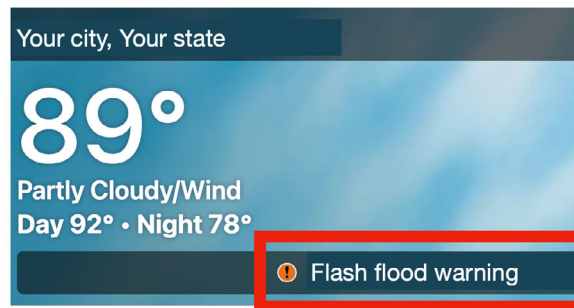 Your city, Your state
89°
Partly Cloudy/Wind
Day 92° • Night 78°
Flash flood warning